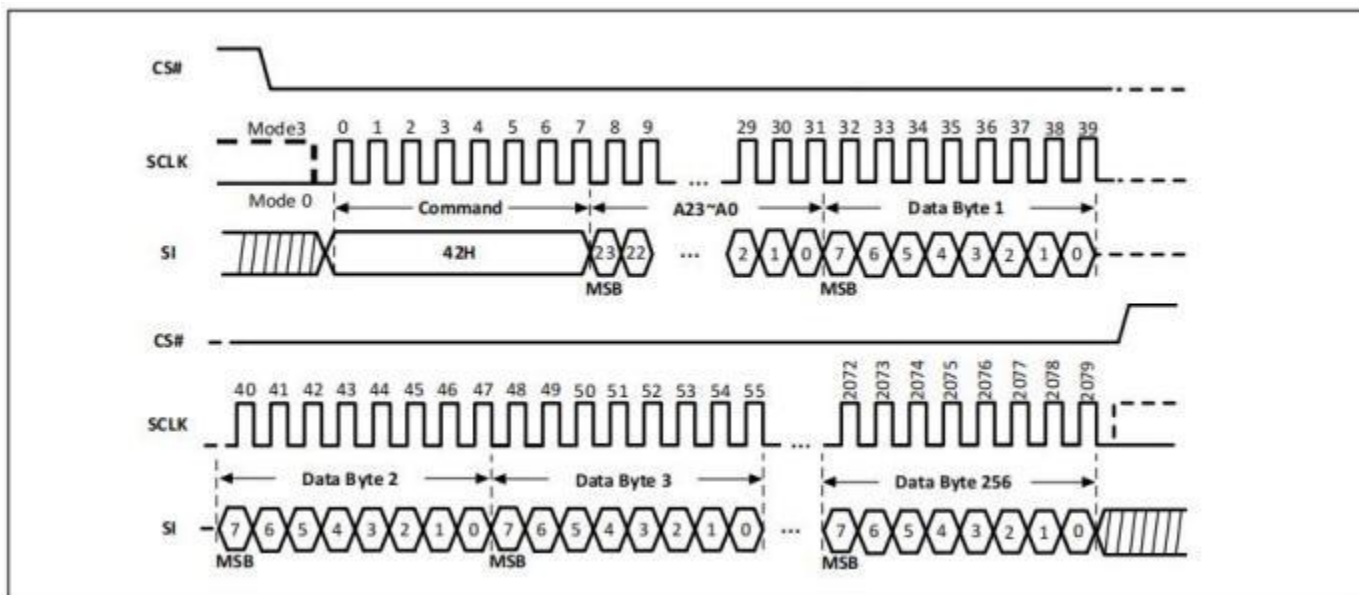 CS#
Mode3
0 1 2 3 4 5 6 7 8 9 29 30 31 32 33 34 35 36 37 38 39
SCLK
...
Mode 0
Command A23~A0 Data Byte 1
SI 42H 23 22 ... 2 1 0 7 6 5 4 3 2 1 0
MSB MSB
CS#
40 41 42 43 44 45 46 47 48 49 50 51 52 53 54 55 2072 2073 2074 2075 2076 2077 2078 2079
SCLK
...
Data Byte 2 Data Byte 3 Data Byte 256
SI 7 6 5 4 3 2 1 0 7 6 5 4 3 2 1 0 ... 7 6 5 4 3 2 1 0
MSB MSB MSB